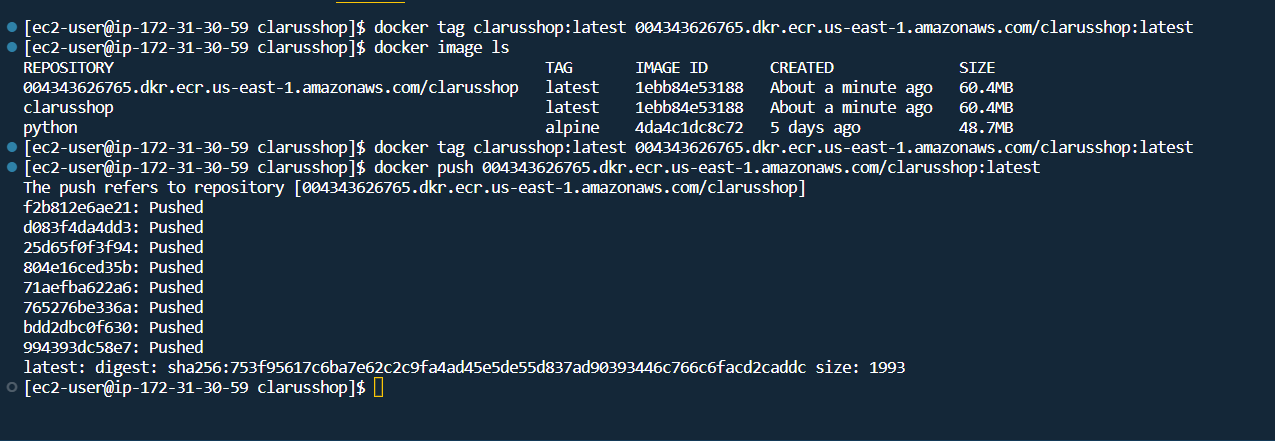 [ec2-user@ip-172-31-30-59 clarusshop]$ docker tag clarusshop:latest 004343626765.dkr.ecr.us-east-1.amazonaws.com/clarusshop:latest
[ec2-user@ip-172-31-30-59 clarusshop]$ docker image ls
REPOSITORY TAG IMAGE ID CREATED SIZE
004343626765.dkr.ecr.us-east-1.amazonaws.com/clarusshop latest 1ebb84e53188 About a minute ago 60.4MB
clarusshop latest 1ebb84e53188 About a minute ago 60.4MB
python alpine 4da4c1dc8c72 5 days ago 48.7MB
[ec2-user@ip-172-31-30-59 clarusshop]$ docker tag clarusshop:latest 004343626765.dkr.ecr.us-east-1.amazonaws.com/clarusshop:latest
[ec2-user@ip-172-31-30-59 clarusshop]$ docker push 004343626765.dkr.ecr.us-east-1.amazonaws.com/clarusshop:latest
The push refers to repository [004343626765.dkr.ecr.us-east-1.amazonaws.com/clarusshop]
f2b812e6ae21: Pushed
d083f4da4dd3: Pushed
25d65f0f3f94: Pushed
804e16ced35b: Pushed
71aefba622a6: Pushed
765276be336a: Pushed
bdd2dbc0f630: Pushed
994393dc58e7: Pushed
latest: digest: sha256:753f95617c6ba7e62c2c9fa4ad45e5de55d837ad90393446c766c6facd2caddc size: 1993
[ec2-user@ip-172-31-30-59 clarusshop]$